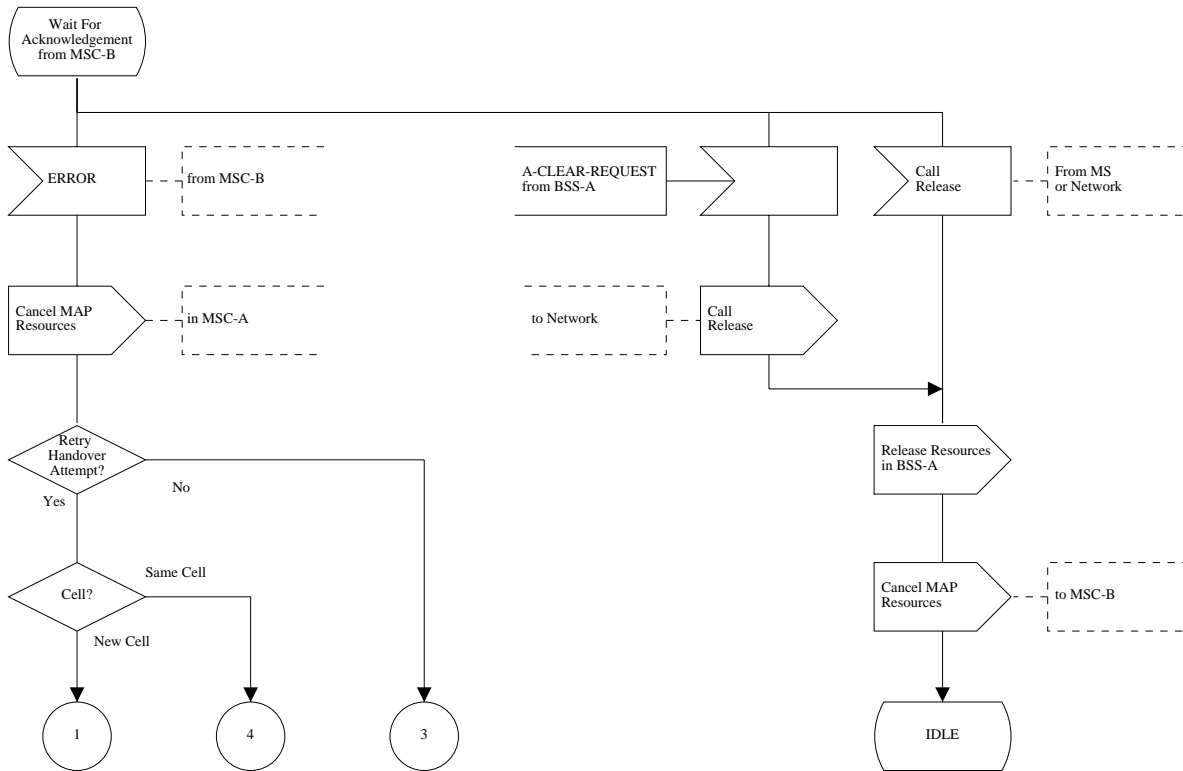 Wait For
Acknowledgement
from MSC-B
ERROR
from MSC-B
A-CLEAR-REQUEST
from BSS-A
Call
Release
From MS
or Network
Cancel MAP
Resources
in MSC-A
to Network
Call
Release
Retry
Handover
Attempt?
Yes
No
Release Resources
in BSS-A
Cell?
Same Cell
New Cell
Cancel MAP
Resources
to MSC-B
1
4
3
IDLE